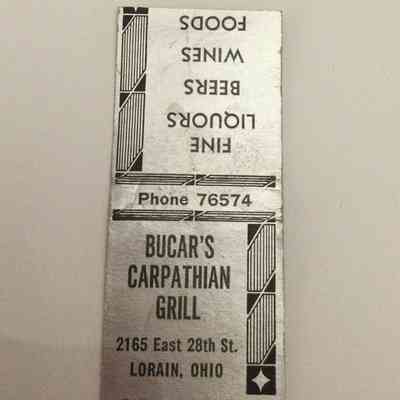 FINE
LIQUORS
BEERS
WINES
FOODS
Phone 76574
BUCAR'S
CARPATHIAN
GRILL
2165 East 28th St.
LORAIN, OHIO